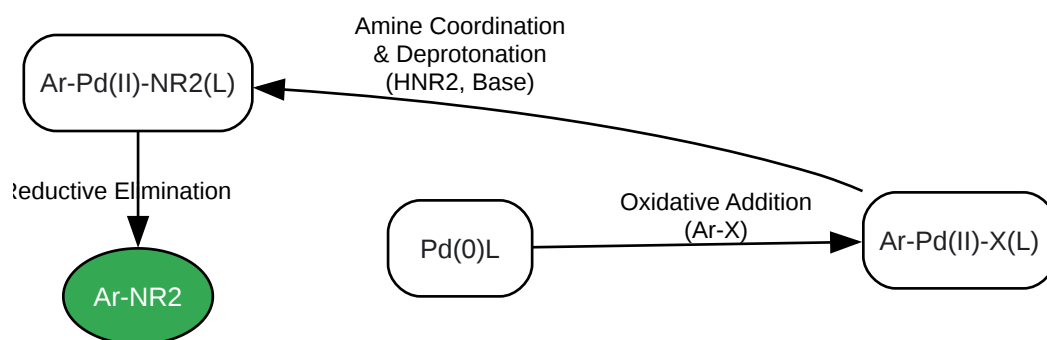 Amine Coordination
& Deprotonation
(HNR2, Base)
Ar-Pd(II)-NR2(L)
Elimination
Oxidative Addition
(Ar-X)
Pd(0)L
Ar-Pd(II)-X(L)
Ar-NR2